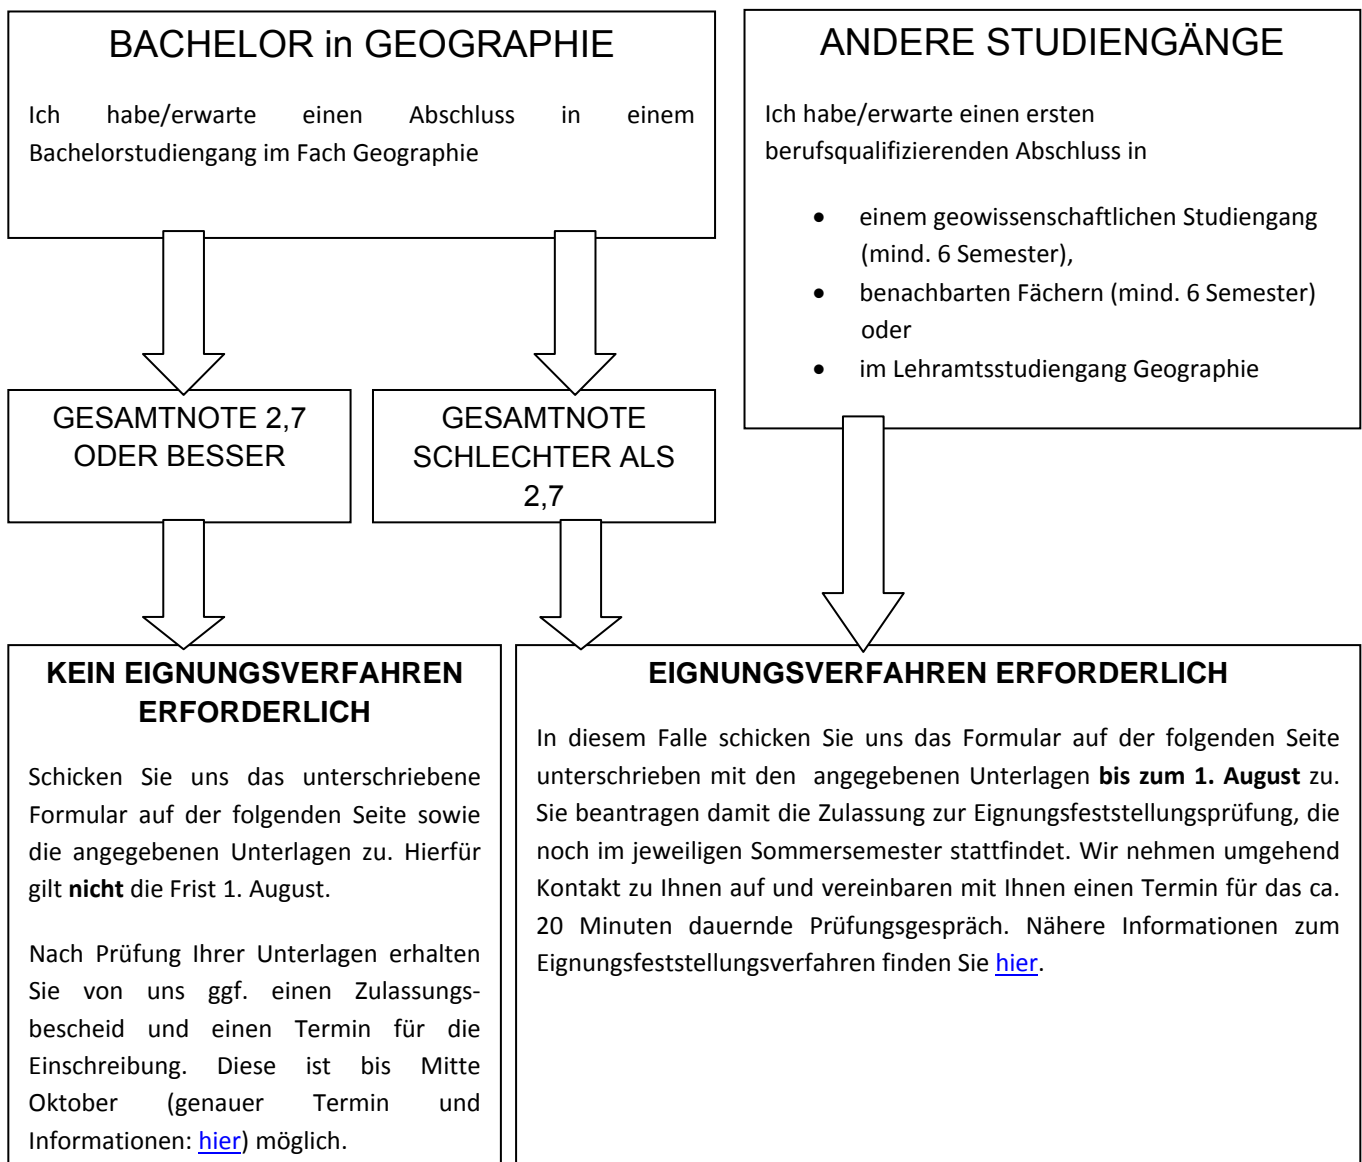 BACHELOR in GEOGRAPHIE
Ich habe/erwarte einen Abschluss in einem
Bachelorstudiengang im Fach Geographie
ANDERE STUDIENGÄNGE
Ich habe/erwarte einen ersten
berufsqualifizierenden Abschluss in
• einem geowissenschaftlichen Studiengang
(mind. 6 Semester),
• benachbarten Fächern (mind. 6 Semester)
oder
• im Lehramtsstudiengang Geographie
GESAMTNOTE 2,7
ODER BESSER
GESAMTNOTE
SCHLECHTER ALS
2,7
KEIN EIGNUNGSVERFAHREN
ERFORDERLICH
Schicken Sie uns das unterschriebene
Formular auf der folgenden Seite sowie
die angegebenen Unterlagen zu. Hierfür
gilt nicht die Frist 1. August.
Nach Prüfung Ihrer Unterlagen erhalten
Sie von uns ggf. einen Zulassungs-
bescheid und einen Termin für die
Einschreibung. Diese ist bis Mitte
Oktober (genauer Termin und
Informationen: hier) möglich.
EIGNUNGSVERFAHREN ERFORDERLICH
In diesem Falle schicken Sie uns das Formular auf der folgenden Seite
unterschrieben mit den angegebenen Unterlagen bis zum 1. August zu.
Sie beantragen damit die Zulassung zur Eignungsfeststellungsprüfung, die
noch im jeweiligen Sommersemester stattfindet. Wir nehmen umgehend
Kontakt zu Ihnen auf und vereinbaren mit Ihnen einen Termin für das ca.
20 Minuten dauernde Prüfungsgespräch. Nähere Informationen zum
Eignungsfeststellungsverfahren finden Sie hier.